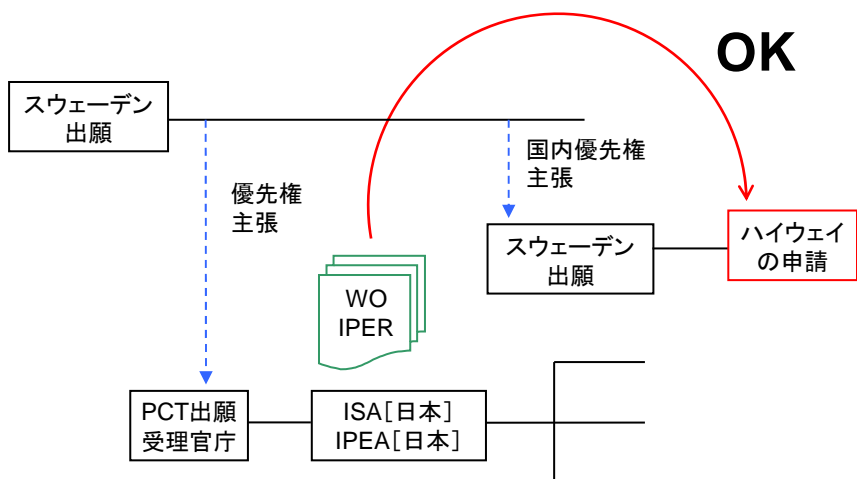 OK
スウェーデン
出願
優先権
主張
国内優先権
主張
スウェーデン
出願
ハイウェイ
の申請
WO
IPER
PCT出願
受理官庁
ISA[日本]
IPEA[日本]